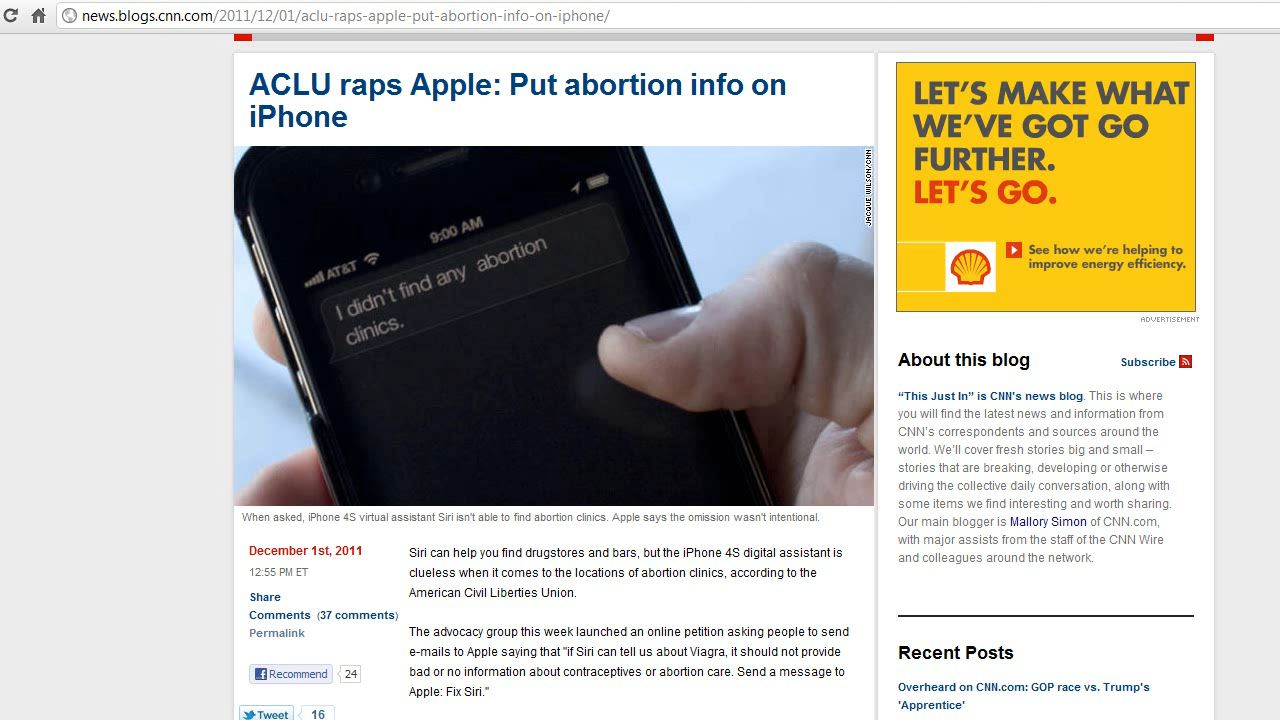 news.blogs.cnn.com/2011/12/01/aclu-raps-apple-put-abortion-info-on-iphone/
ACLU raps Apple: Put abortion info on
iPhone
JACQUE WILSON/CNN
9:00 AM
AT&T
I didn't find any abortion
clinics.
When asked, iPhone 4S virtual assistant Siri isn't able to find abortion clinics. Apple says the omission wasn't intentional.
December 1st, 2011
12:55 PM ET
Share
Comments (37 comments)
Permalink
Recommend 24
Tweet 16
Siri can help you find drugstores and bars, but the iPhone 4S digital assistant is
clueless when it comes to the locations of abortion clinics, according to the
American Civil Liberties Union.
The advocacy group this week launched an online petition asking people to send
e-mails to Apple saying that "if Siri can tell us about Viagra, it should not provide
bad or no information about contraceptives or abortion care. Send a message to
Apple: Fix Siri."
LET'S MAKE WHAT
WE'VE GOT GO
FURTHER.
LET'S GO.
See how we're helping to
improve energy efficiency.
ADVERTISEMENT
About this blog
Subscribe
“This Just In” is CNN's news blog. This is where
you will find the latest news and information from
CNN's correspondents and sources around the
world. We'll cover fresh stories big and small –
stories that are breaking, developing or otherwise
driving the collective daily conversation, along with
some items we find interesting and worth sharing.
Our main blogger is Mallory Simon of CNN.com,
with major assists from the staff of the CNN Wire
and colleagues around the network.
Recent Posts
Overheard on CNN.com: GOP race vs. Trump's
'Apprentice'